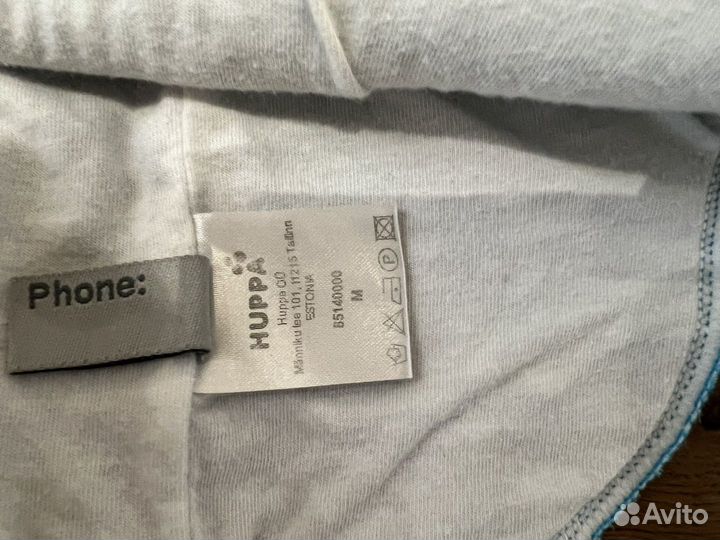 Phone:
HUPPA
Huppa OÜ
Männiku tee 101, 11215 Tallinn
ESTONIA
85140000
M
P
Avito